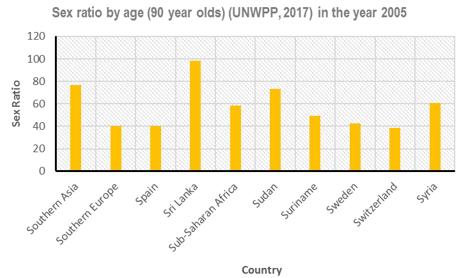 Sex ratio by age (90 year olds) (UNWPP, 2017) in the year 2005
120
100
80
60
40
20
0
Sex Ratio
Southern Asia
Southern Europe
Spain
Sri Lanka
Sub-Saharan Africa
Sudan
Suriname
Sweden
Switzerland
Syria
Country